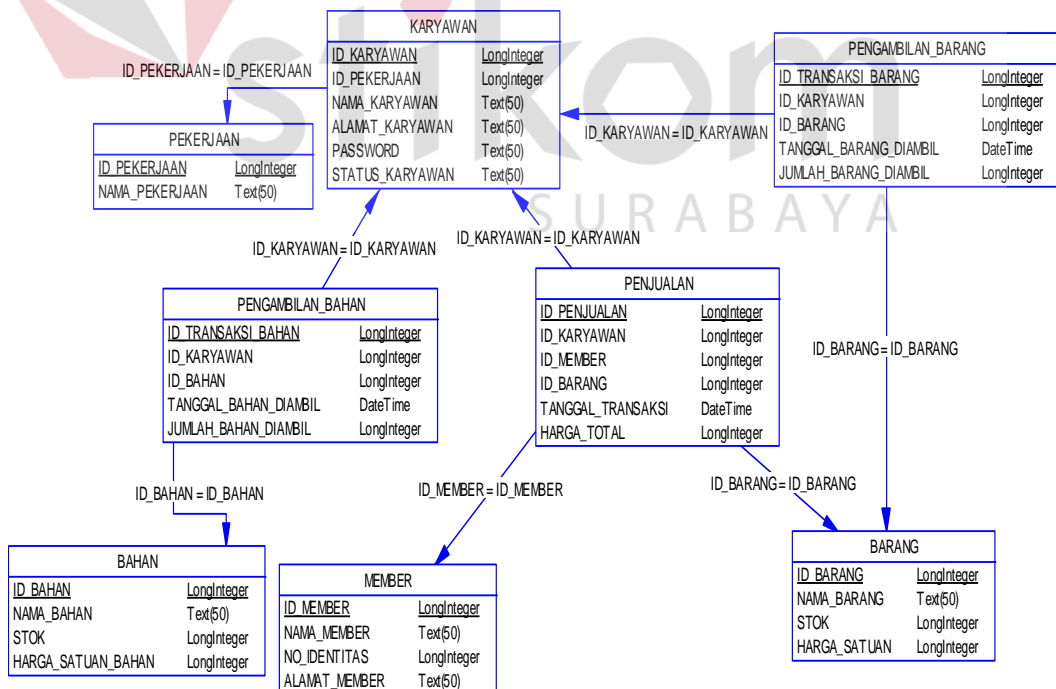 stikom
SURABAYA
KARYAWAN
ID_KARYAWAN LongInteger
ID_PEKERJAAN LongInteger
NAMA_KARYAWAN Text(50)
ALAMAT_KARYAWAN Text(50)
PASSWORD Text(50)
STATUS_KARYAWAN Text(50)
PENGAMBILAN_BARANG
ID_TRANSAKSI_BARANG LongInteger
ID_KARYAWAN LongInteger
ID_BARANG LongInteger
TANGGAL_BARANG_DIAMBIL DateTime
JUMLAH_BARANG_DIAMBIL LongInteger
ID_PEKERJAAN = ID_PEKERJAAN
ID_KARYAWAN = ID_KARYAWAN
PEKERJAAN
ID_PEKERJAAN LongInteger
NAMA_PEKERJAAN Text(50)
ID_KARYAWAN = ID_KARYAWAN
ID_KARYAWAN = ID_KARYAWAN
PENGAMBILAN_BAHAN
ID_TRANSAKSI_BAHAN LongInteger
ID_KARYAWAN LongInteger
ID_BAHAN LongInteger
TANGGAL_BAHAN_DIAMBIL DateTime
JUMLAH_BAHAN_DIAMBIL LongInteger
PENJUALAN
ID_PENJUALAN LongInteger
ID_KARYAWAN LongInteger
ID_MEMBER LongInteger
ID_BARANG LongInteger
TANGGAL_TRANSAKSI DateTime
HARGA_TOTAL LongInteger
ID_BARANG = ID_BARANG
ID_BAHAN = ID_BAHAN
ID_MEMBER = ID_MEMBER
ID_BARANG = ID_BARANG
BAHAN
ID_BAHAN LongInteger
NAMA_BAHAN Text(50)
STOK LongInteger
HARGA_SATUAN_BAHAN LongInteger
MEMBER
ID_MEMBER LongInteger
NAMA_MEMBER Text(50)
NO_IDENTITAS LongInteger
ALAMAT_MEMBER Text(50)
BARANG
ID_BARANG LongInteger
NAMA_BARANG Text(50)
STOK LongInteger
HARGA_SATUAN LongInteger